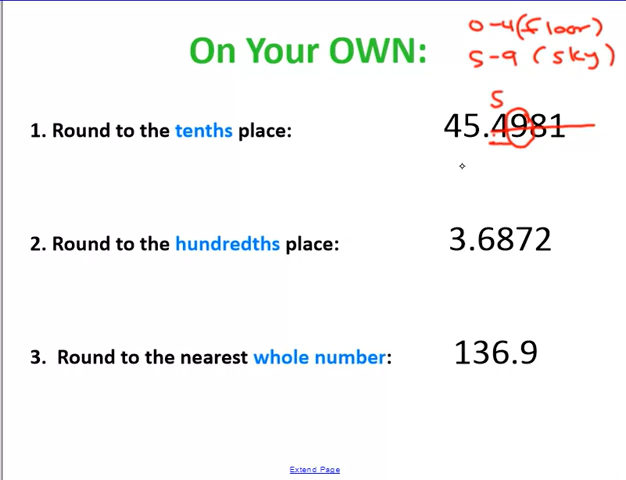 0-4 (floor)
On Your OWN:
5-9 (sky)
5
1. Round to the tenths place:
45.4981
2. Round to the hundredths place:
3.6872
3. Round to the nearest whole number:
136.9
Extend Page